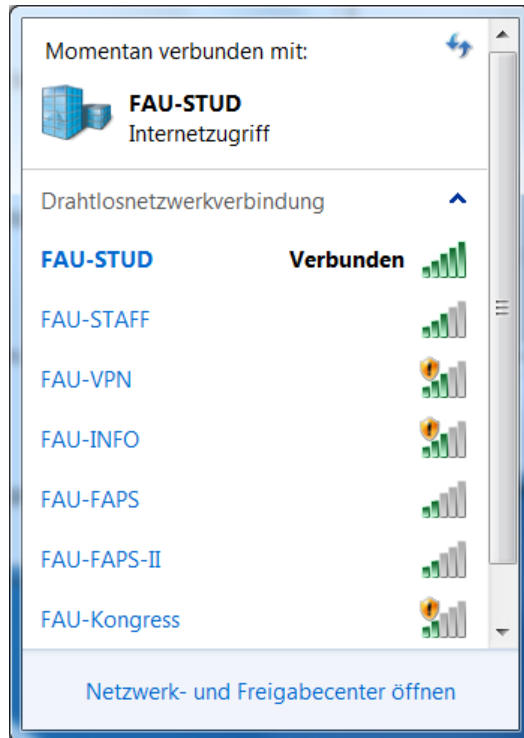 Momentan verbunden mit:
FAU-STUD
Internetzugriff
Drahtlosnetzwerkverbindung
FAU-STUD Verbunden
FAU-STAFF
FAU-VPN
FAU-INFO
FAU-FAPS
FAU-FAPS-II
FAU-Kongress
Netzwerk- und Freigabecenter öffnen